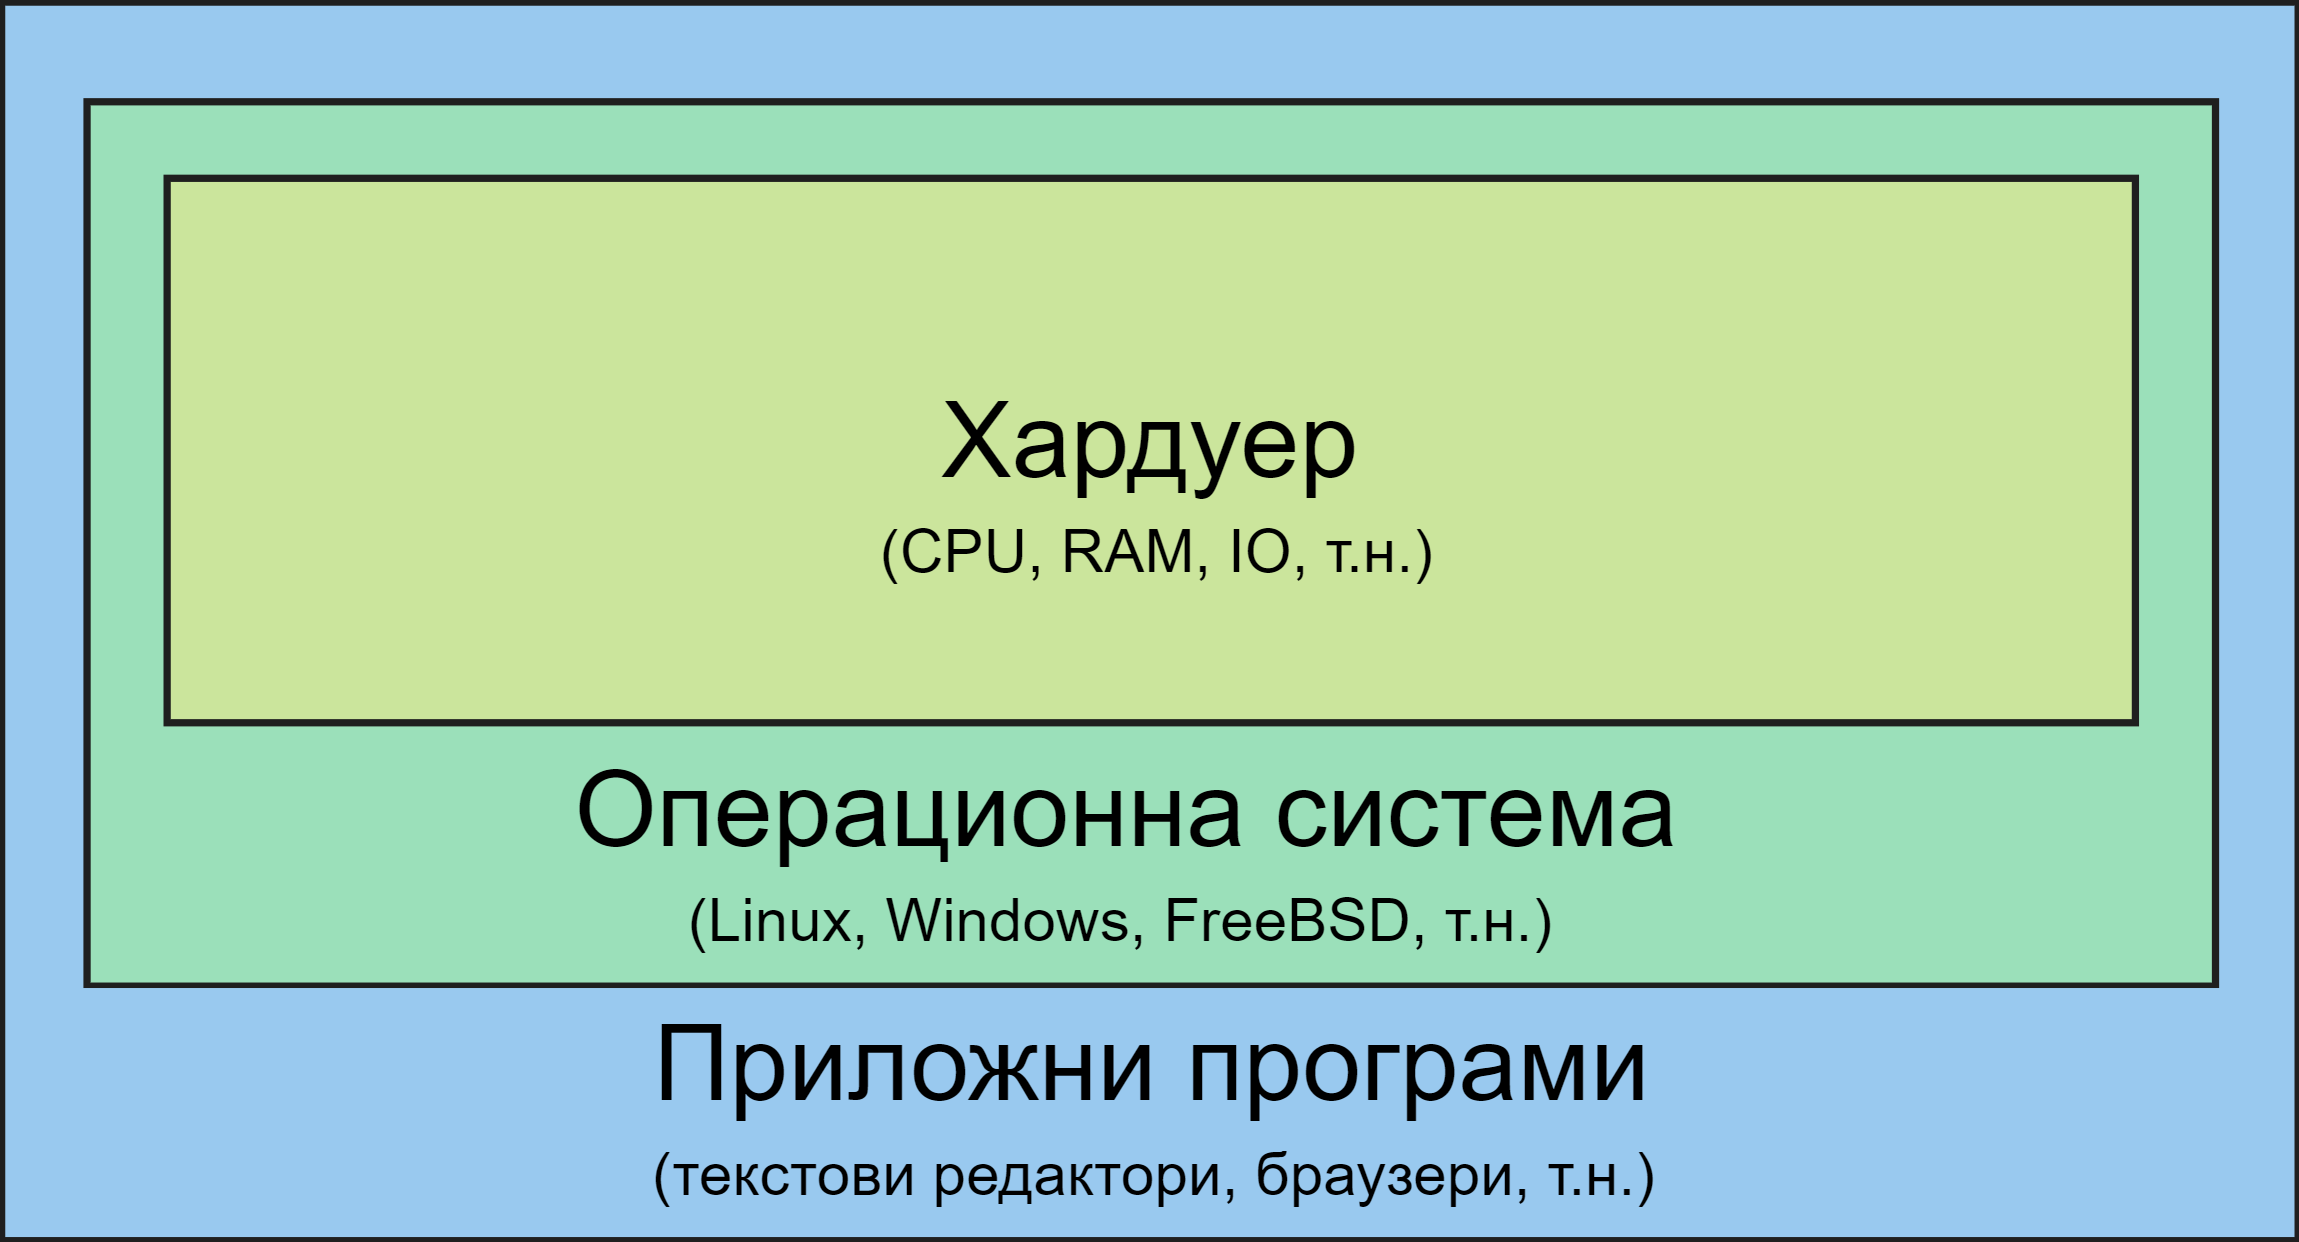 Хардуер
(CPU, RAM, IO, т.н.)
Операционна система
(Linux, Windows, FreeBSD, т.н.)
Приложни програми
(текстови редактори, браузери, т.н.)